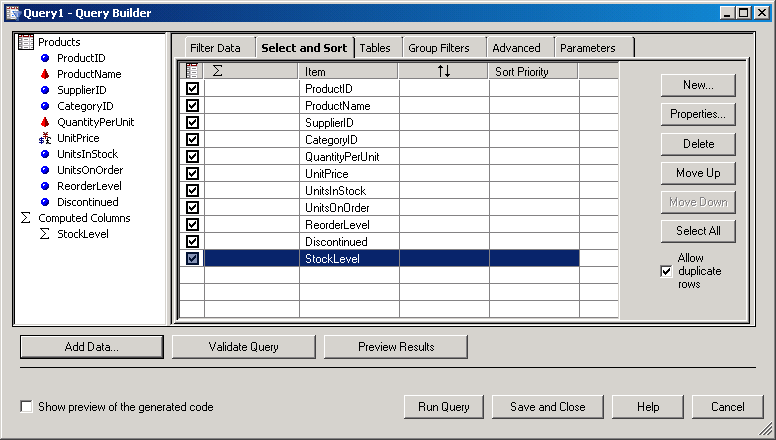 Query1 - Query Builder
Products
ProductID
ProductName
SupplierID
CategoryID
QuantityPerUnit
UnitPrice
UnitsInStock
UnitsOnOrder
ReorderLevel
Discontinued
Σ Computed Columns
Σ StockLevel
Filter Data Select and Sort Tables Group Filters Advanced Parameters
Σ Item Sort Priority
ProductID
ProductName
SupplierID
CategoryID
QuantityPerUnit
UnitPrice
UnitsInStock
UnitsOnOrder
ReorderLevel
Discontinued
StockLevel
New...
Properties...
Delete
Move Up
Move Down
Select All
Allow
duplicate
rows
Add Data... Validate Query Preview Results
Show preview of the generated code
Run Query Save and Close Help Cancel